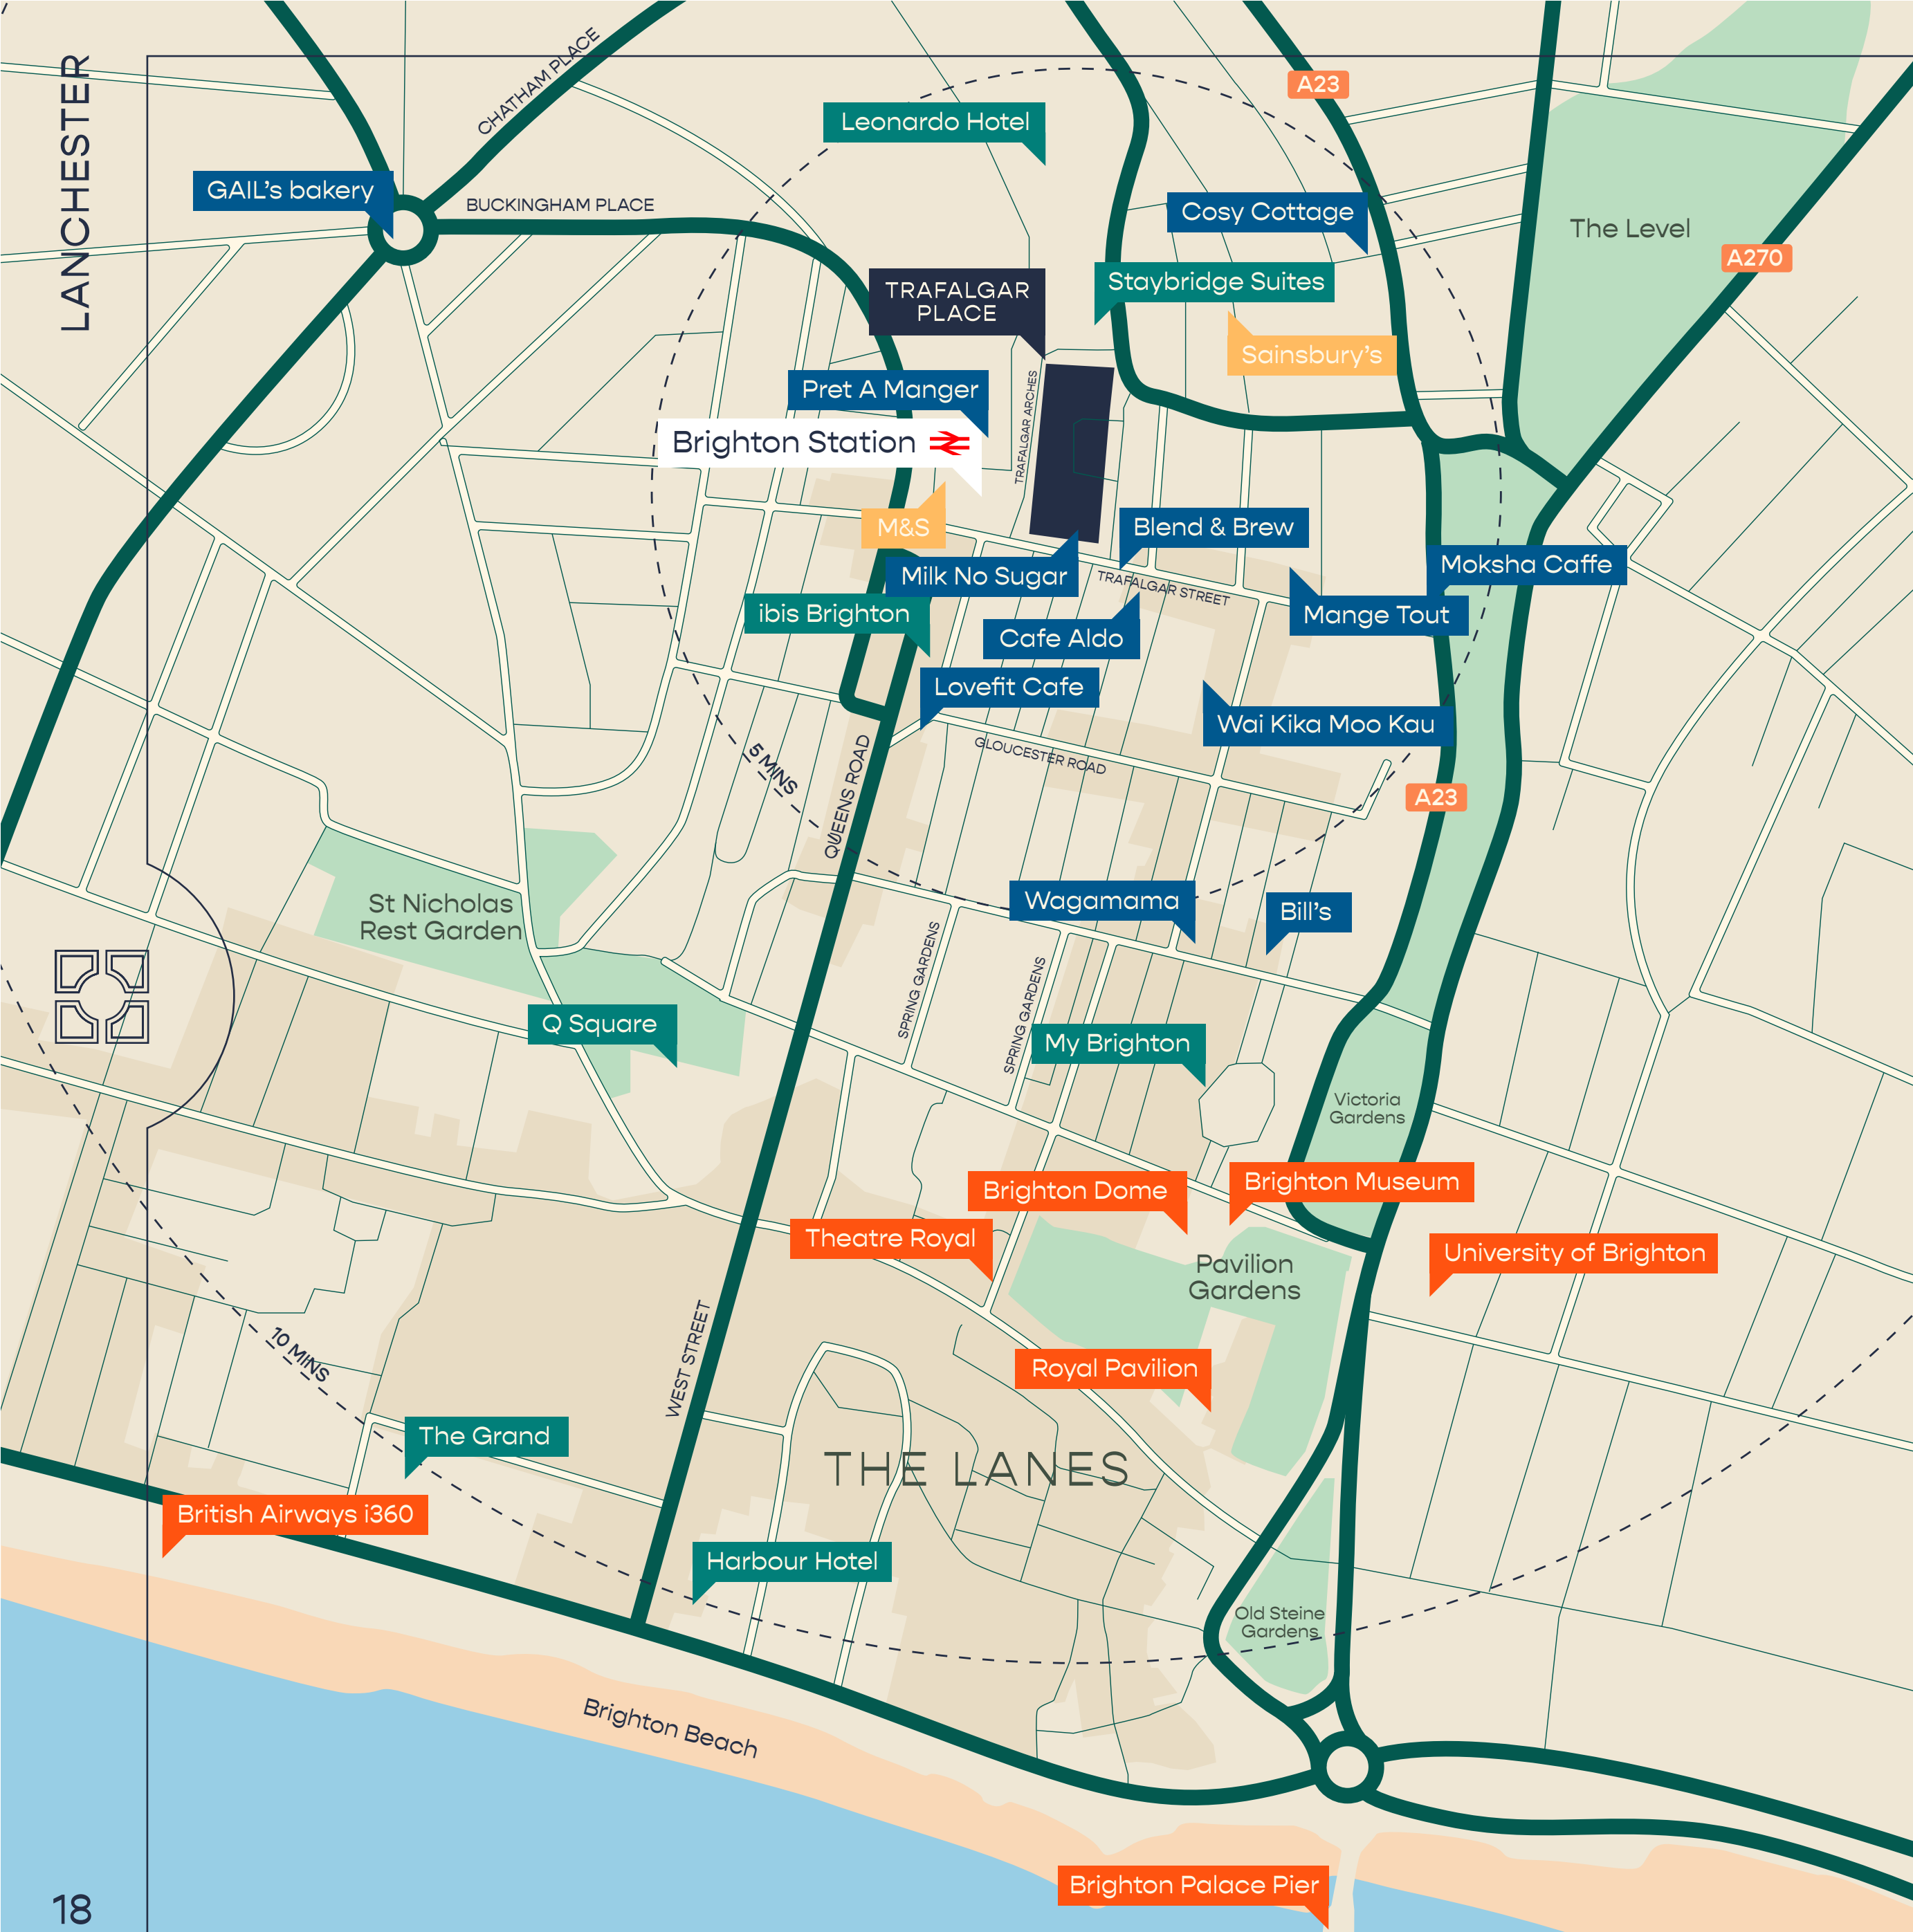 LANCHESTER
CHATHAM PLACE
A23
Leonardo Hotel
GAIL's bakery
BUCKINGHAM PLACE
Cosy Cottage
The Level
A270
Staybridge Suites
TRAFALGAR
PLACE
Sainsbury's
Pret A Manger
TRAFALGAR ARCHES
Brighton Station
M&S
Blend & Brew
Moksha Caffe
Milk No Sugar
TRAFALGAR STREET
ibis Brighton
Mange Tout
Cafe Aldo
Lovefit Cafe
Wai Kika Moo Kau
GLOUCESTER ROAD
5 MINS
QUEENS ROAD
A23
St Nicholas
Rest Garden
Wagamama
Bill's
SPRING GARDENS
SPRING GARDENS
Q Square
My Brighton
Victoria
Gardens
Brighton Dome
Brighton Museum
Theatre Royal
University of Brighton
Pavilion
Gardens
10 MINS
WEST STREET
Royal Pavilion
The Grand
THE LANES
British Airways i360
Harbour Hotel
Old Steine
Gardens
Brighton Beach
Brighton Palace Pier
18